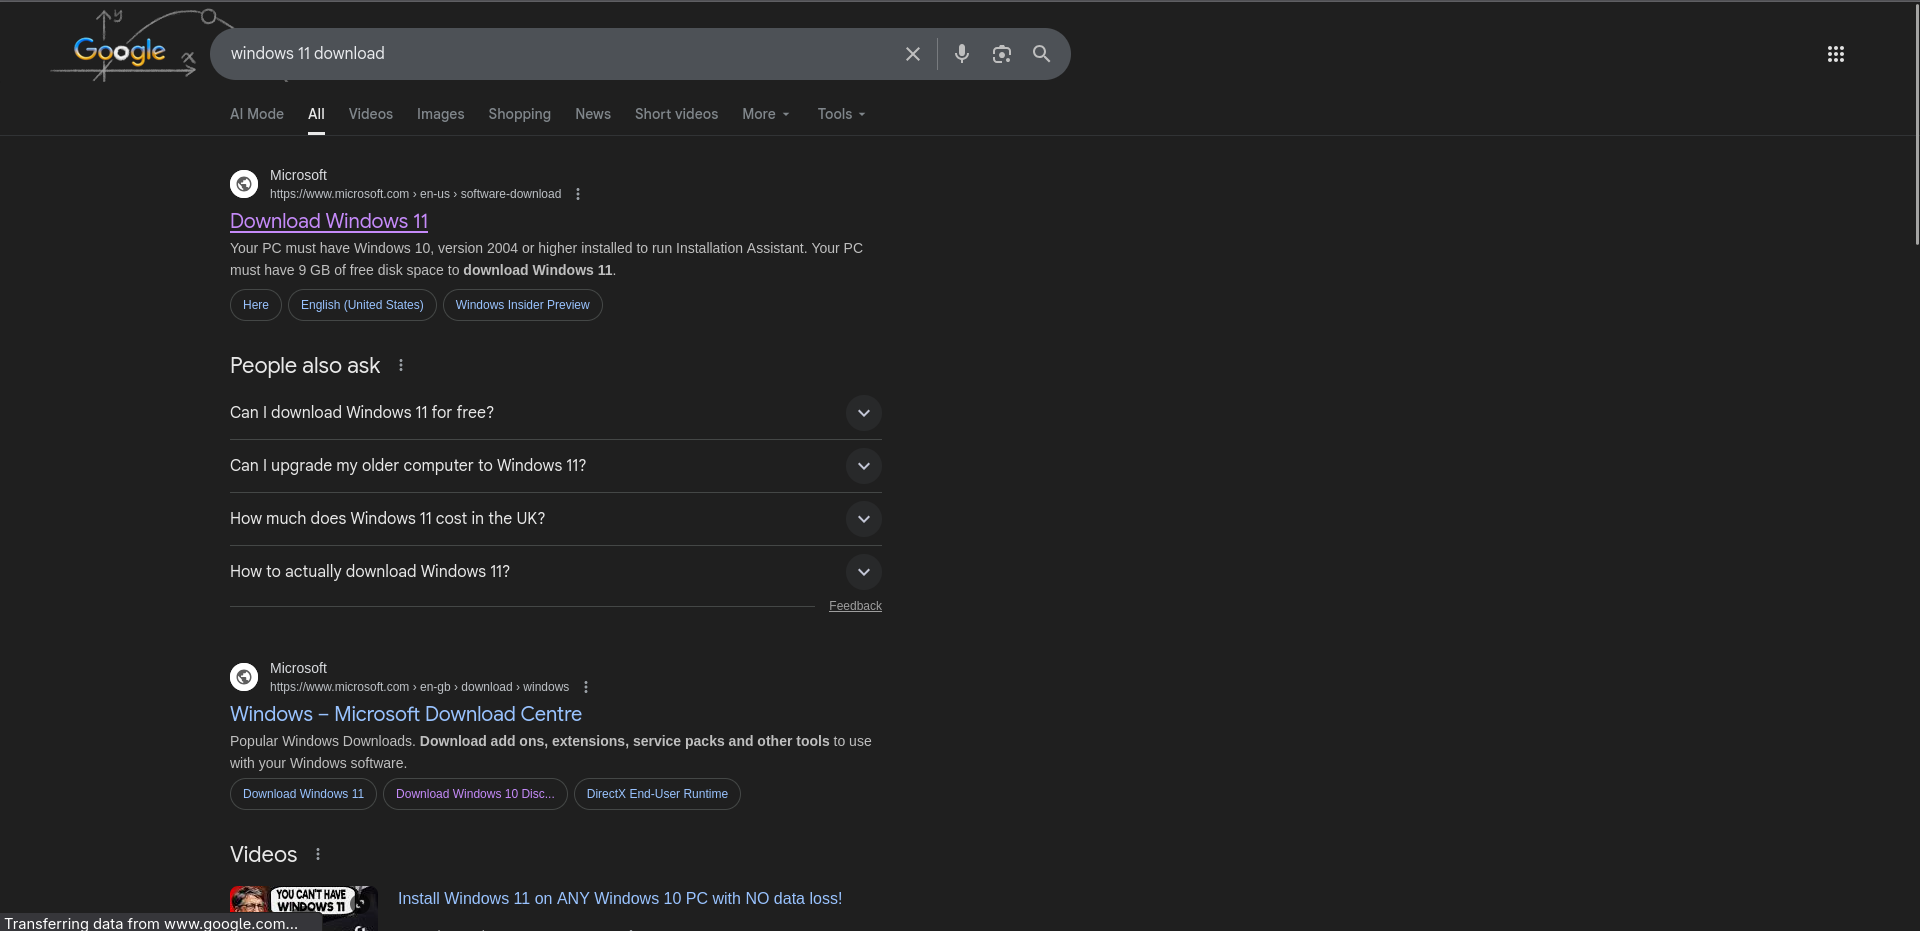 Google
y
x
windows 11 download
AI Mode All Videos Images Shopping News Short videos More Tools
Microsoft
https://www.microsoft.com › en-us › software-download
Download Windows 11
Your PC must have Windows 10, version 2004 or higher installed to run Installation Assistant. Your PC
must have 9 GB of free disk space to download Windows 11.
Here English (United States) Windows Insider Preview
People also ask
Can I download Windows 11 for free?
Can I upgrade my older computer to Windows 11?
How much does Windows 11 cost in the UK?
How to actually download Windows 11?
Feedback
Microsoft
https://www.microsoft.com › en-gb › download › windows
Windows – Microsoft Download Centre
Popular Windows Downloads. Download add ons, extensions, service packs and other tools to use
with your Windows software.
Download Windows 11 Download Windows 10 Disc... DirectX End-User Runtime
Videos
YOU CAN'T HAVE
WINDOWS 11
Install Windows 11 on ANY Windows 10 PC with NO data loss!
Transferring data from www.google.com...